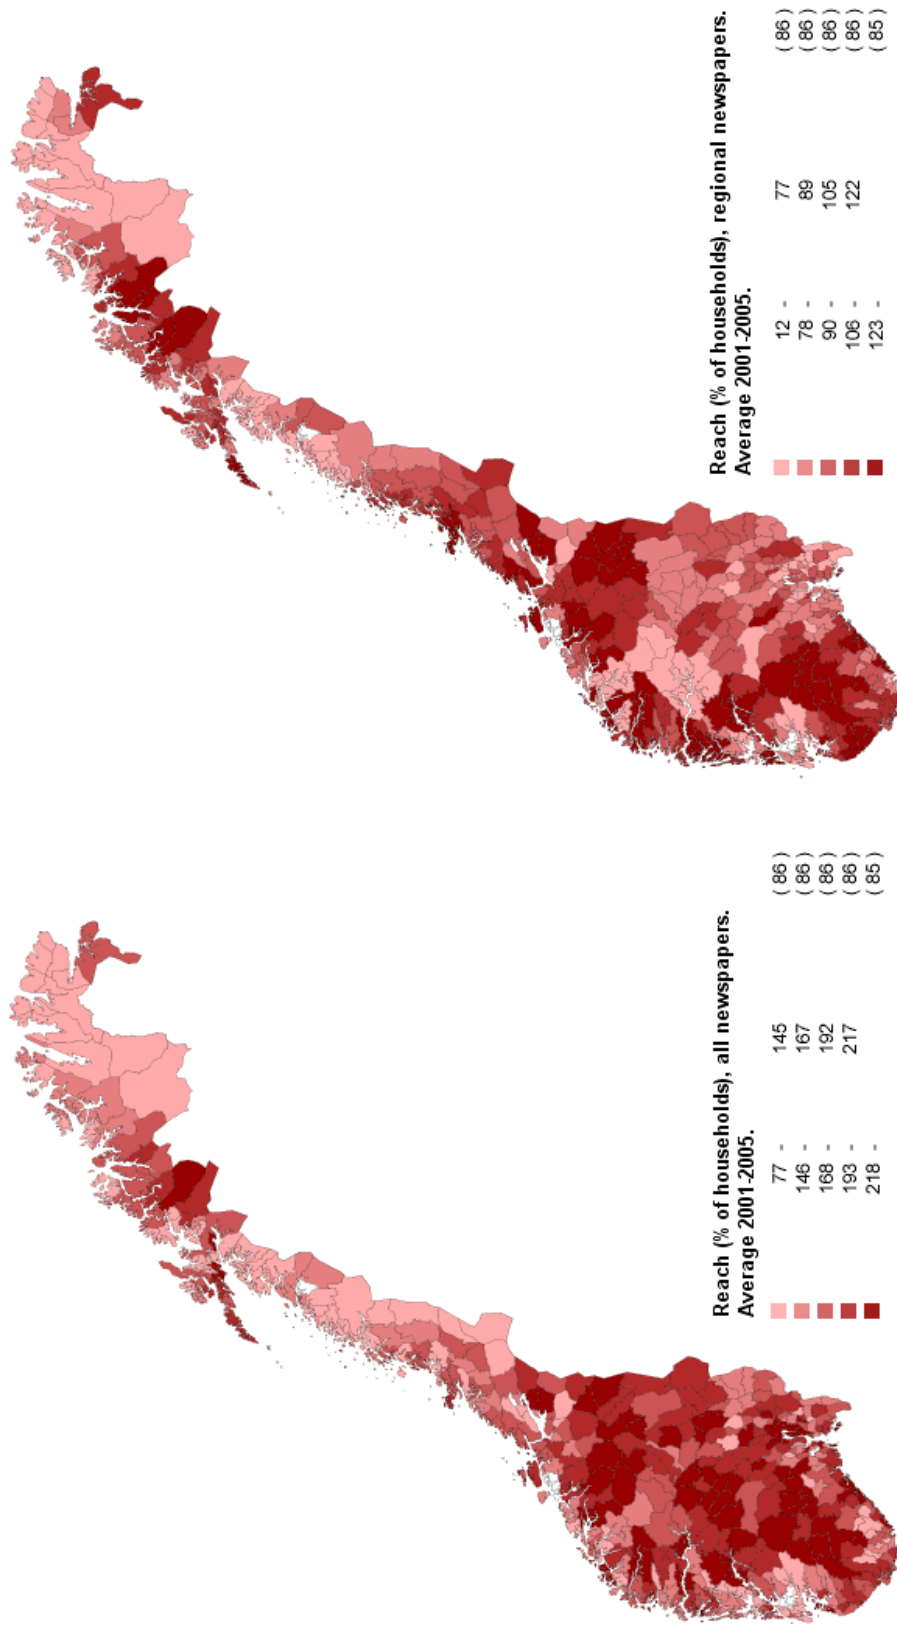 Reach (% of households), all newspapers.
Average 2001-2005.
77 - 145 ( 86 )
146 - 167 ( 86 )
168 - 192 ( 86 )
193 - 217 ( 86 )
218 - ( 85 )
Reach (% of households), regional newspapers.
Average 2001-2005.
12 - 77 ( 86 )
78 - 89 ( 86 )
90 - 105 ( 86 )
106 - 122 ( 86 )
123 - ( 85 )